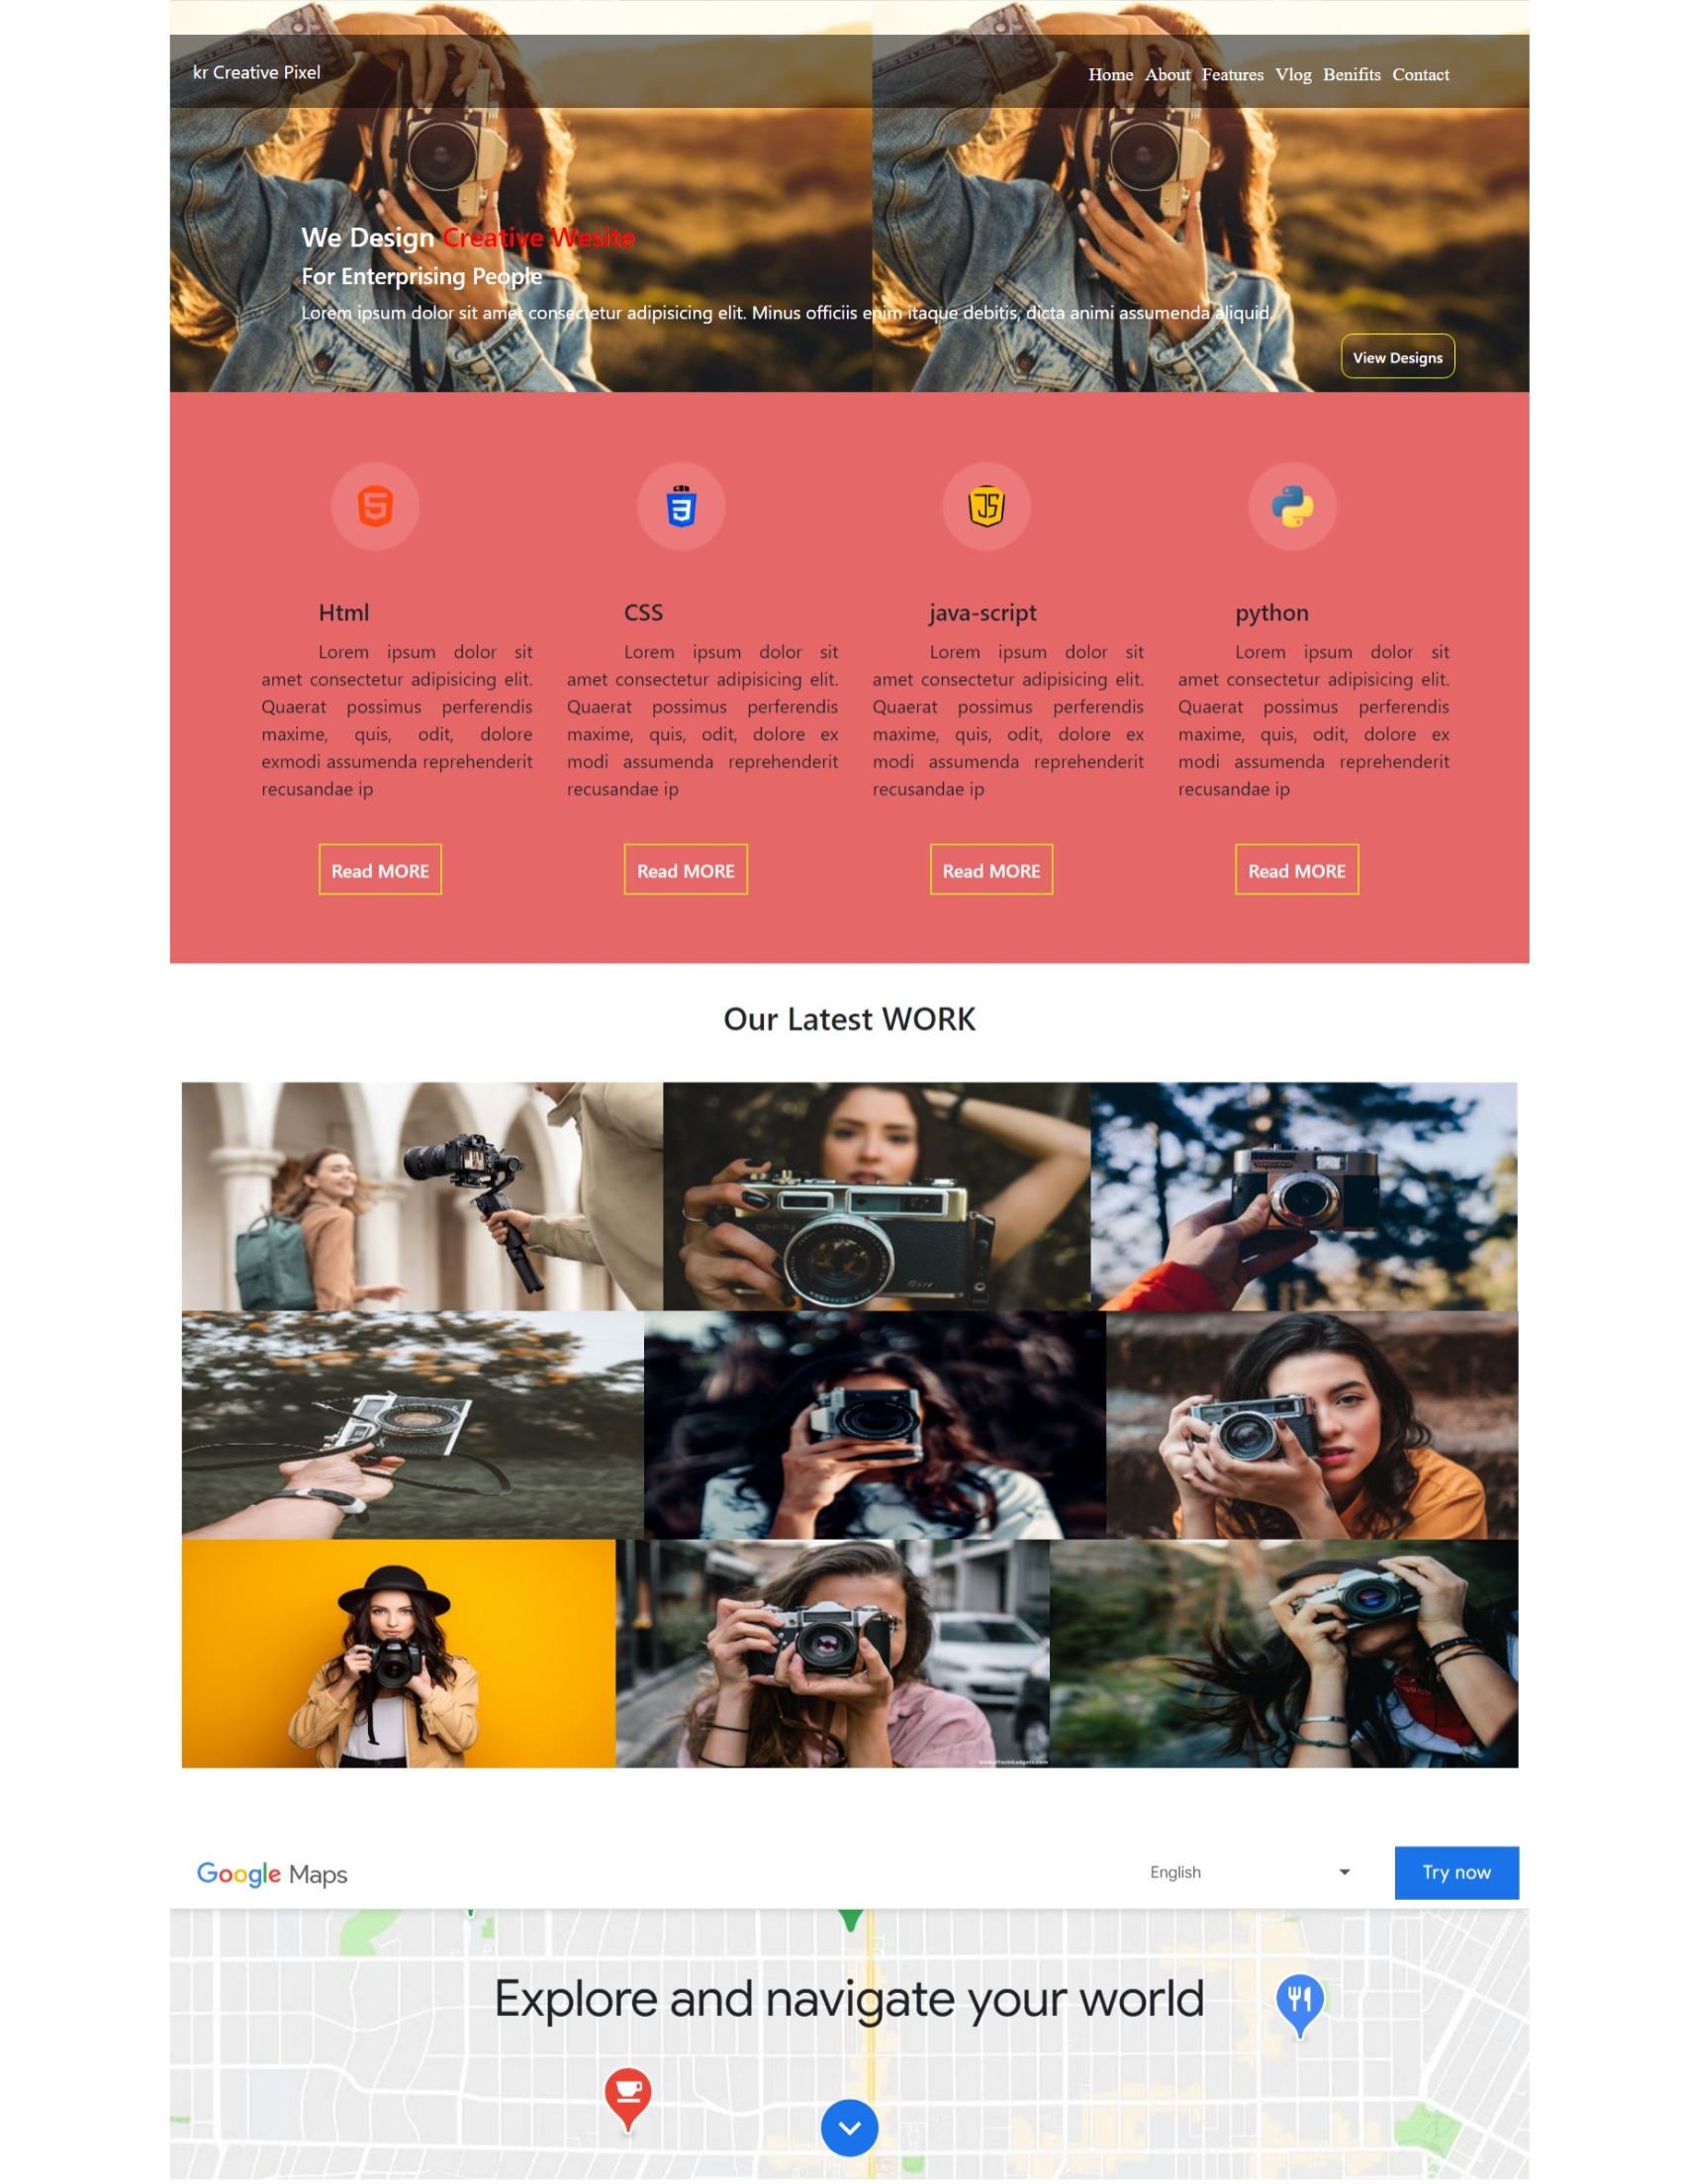 kr Creative Pixel
Home About Features Vlog Benifits Contact
We Design Creative Wesite
For Enterprising People
Lorem ipsum dolor sit amet consectetur adipisicing elit. Minus officiis enim itaque debitis, dicta animi assumenda aliquid.
View Designs
Html
Lorem ipsum dolor sit
amet consectetur adipisicing elit.
Quaerat possimus perferendis
maxime, quis, odit, dolore
exmodi assumenda reprehenderit
recusandae ip
Read MORE
CSS
Lorem ipsum dolor sit
amet consectetur adipisicing elit.
Quaerat possimus perferendis
maxime, quis, odit, dolore ex
modi assumenda reprehenderit
recusandae ip
Read MORE
JS
java-script
Lorem ipsum dolor sit
amet consectetur adipisicing elit.
Quaerat possimus perferendis
maxime, quis, odit, dolore ex
modi assumenda reprehenderit
recusandae ip
Read MORE
python
Lorem ipsum dolor sit
amet consectetur adipisicing elit.
Quaerat possimus perferendis
maxime, quis, odit, dolore ex
modi assumenda reprehenderit
recusandae ip
Read MORE
Our Latest WORK
GSN
Google Maps
English
Try now
Explore and navigate your world